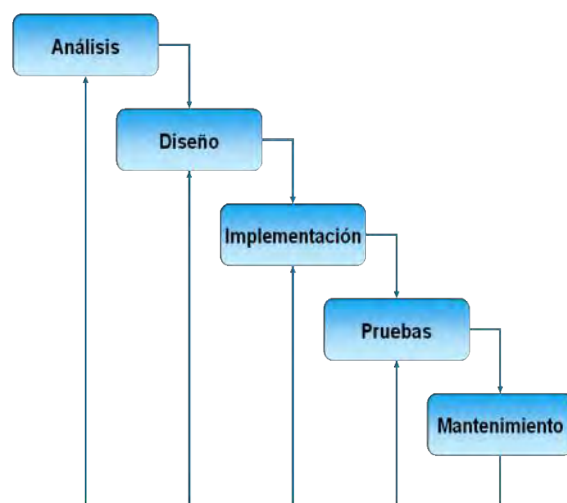 Análisis
Diseño
Implementación
Pruebas
Mantenimiento